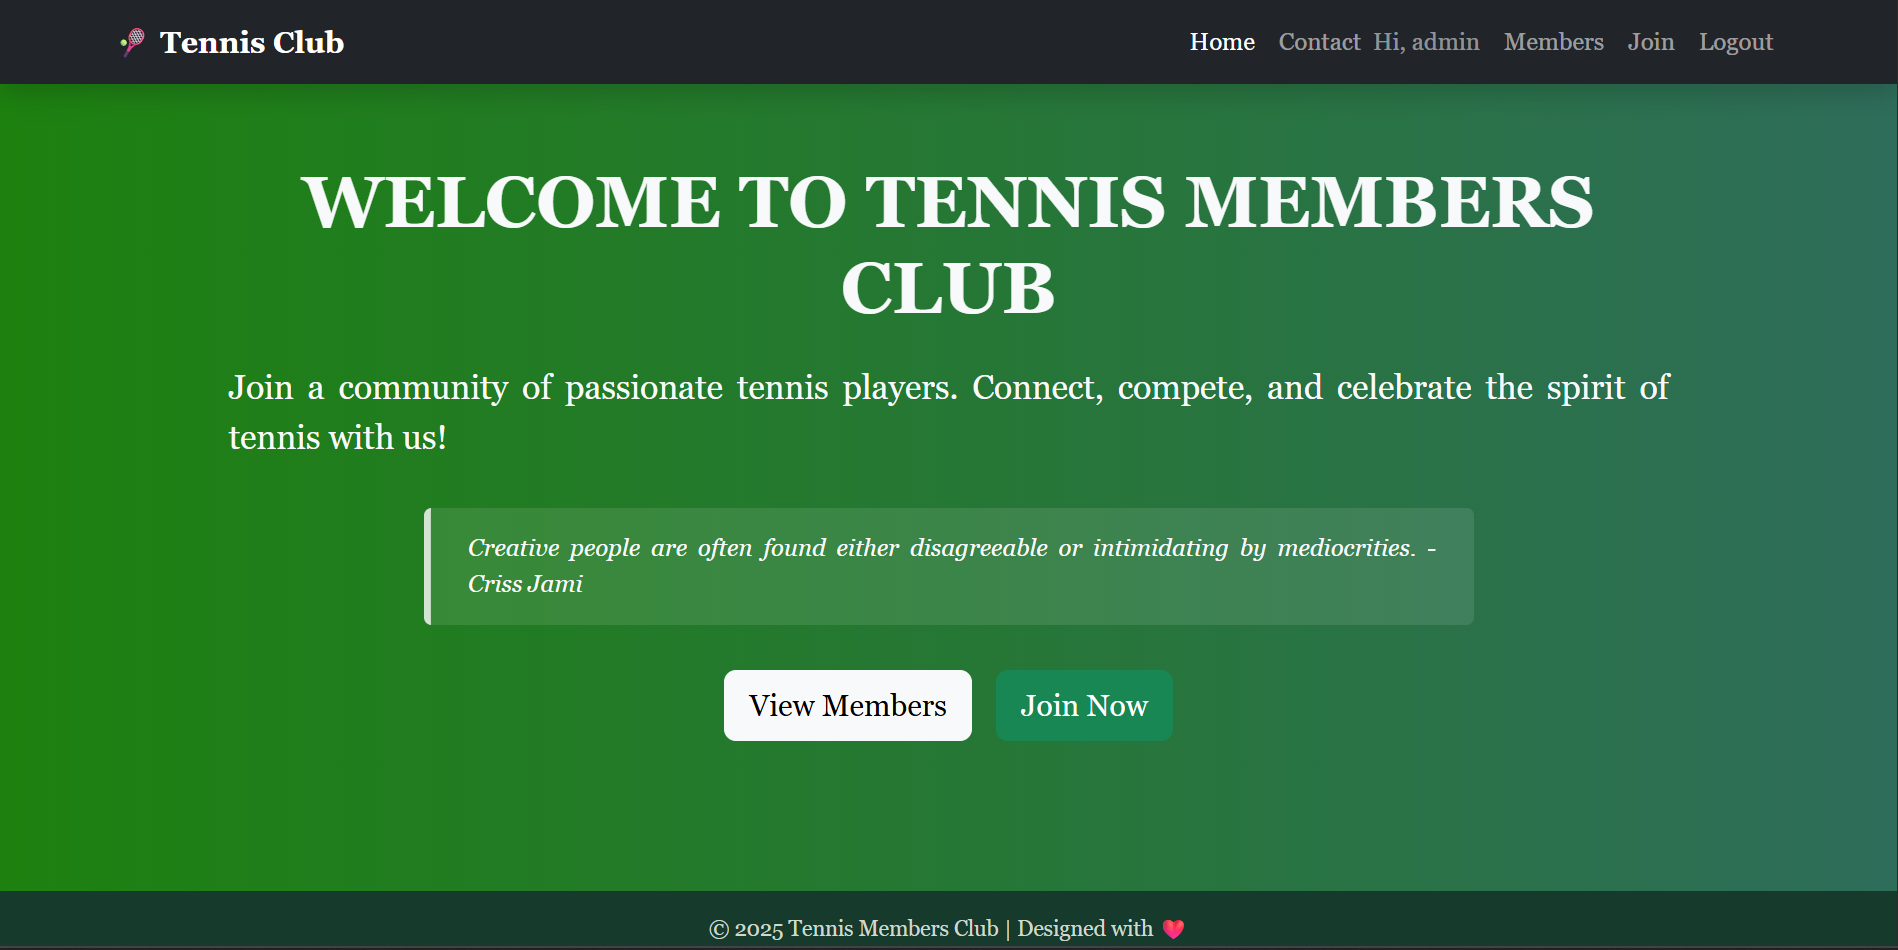 Tennis Club
Home Contact Hi, admin Members Join Logout
WELCOME TO TENNIS MEMBERS
CLUB
Join a community of passionate tennis players. Connect, compete, and celebrate the spirit of
tennis with us!
Creative people are often found either disagreeable or intimidating by mediocrities. -
Criss Jami
View Members
Join Now
© 2025 Tennis Members Club | Designed with ❤️